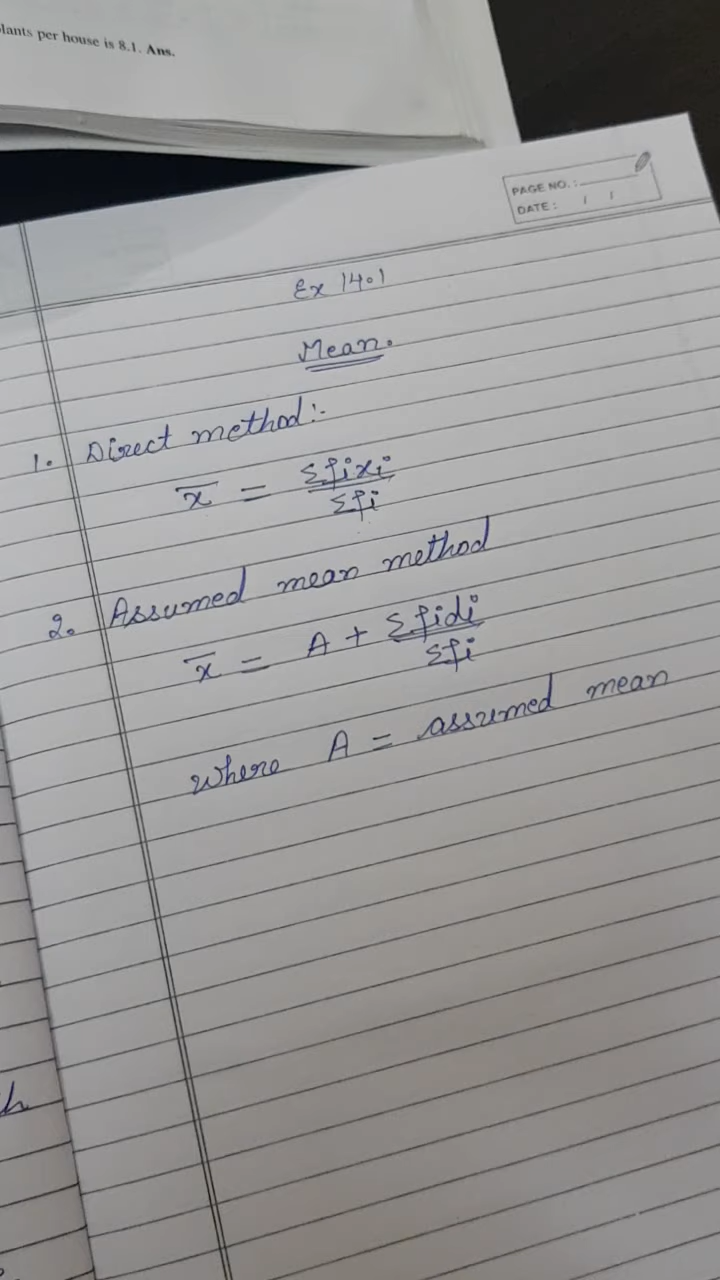 lants per house is 8.1. Ans.
PAGE NO. :
DATE : / /
Ex 14.1
Mean.
1. Direct method:-
x̄ = Σfixi / Σfi
2. Assumed mean method
x̄ = A + Σfidi / Σfi
where A = assumed mean
h